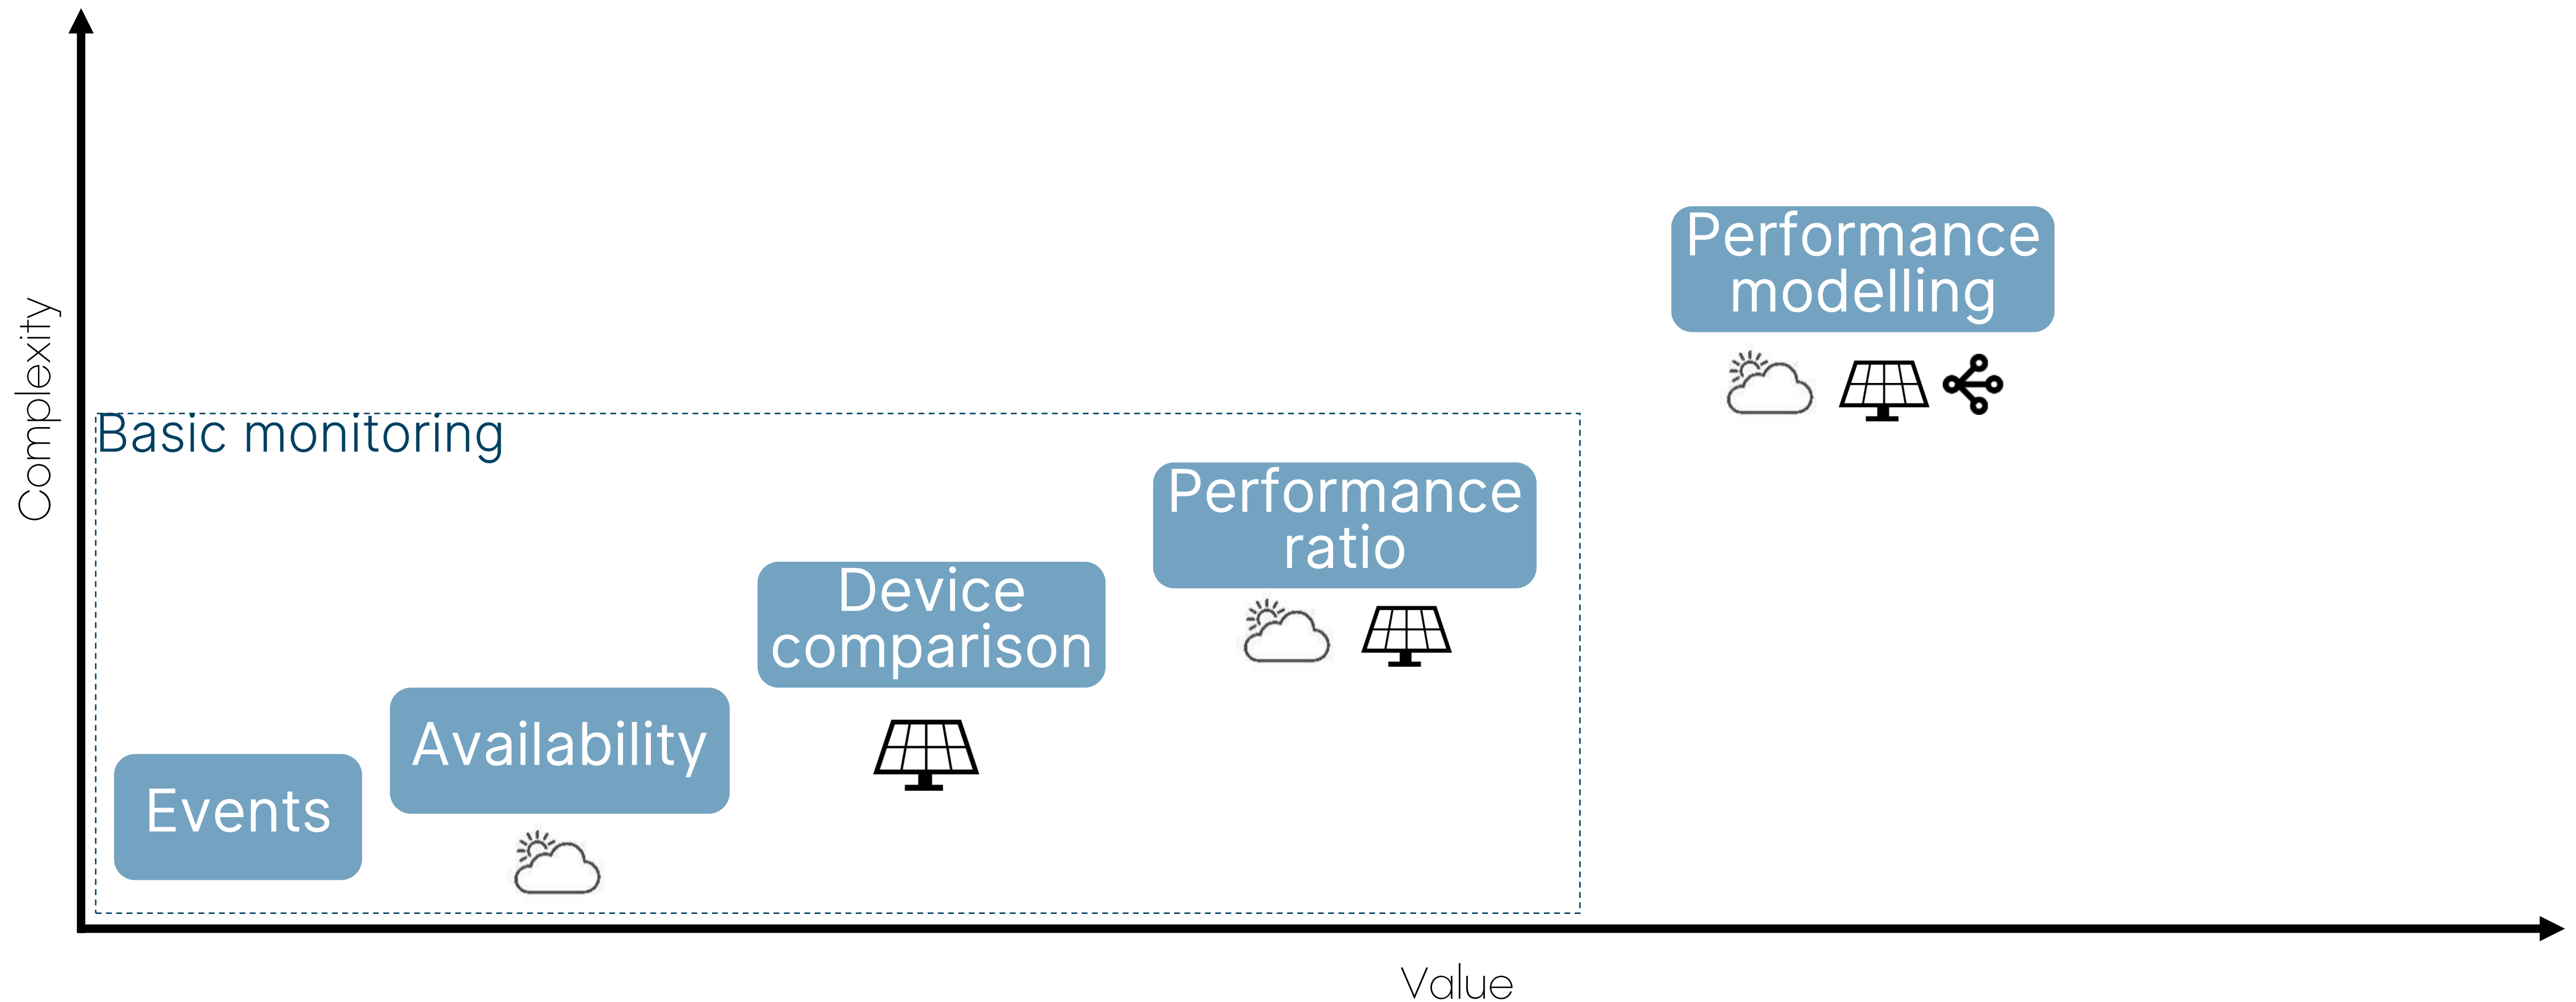 Performance
modelling
Complexity
Basic monitoring
Performance
ratio
Device
comparison
Availability
Events
Value